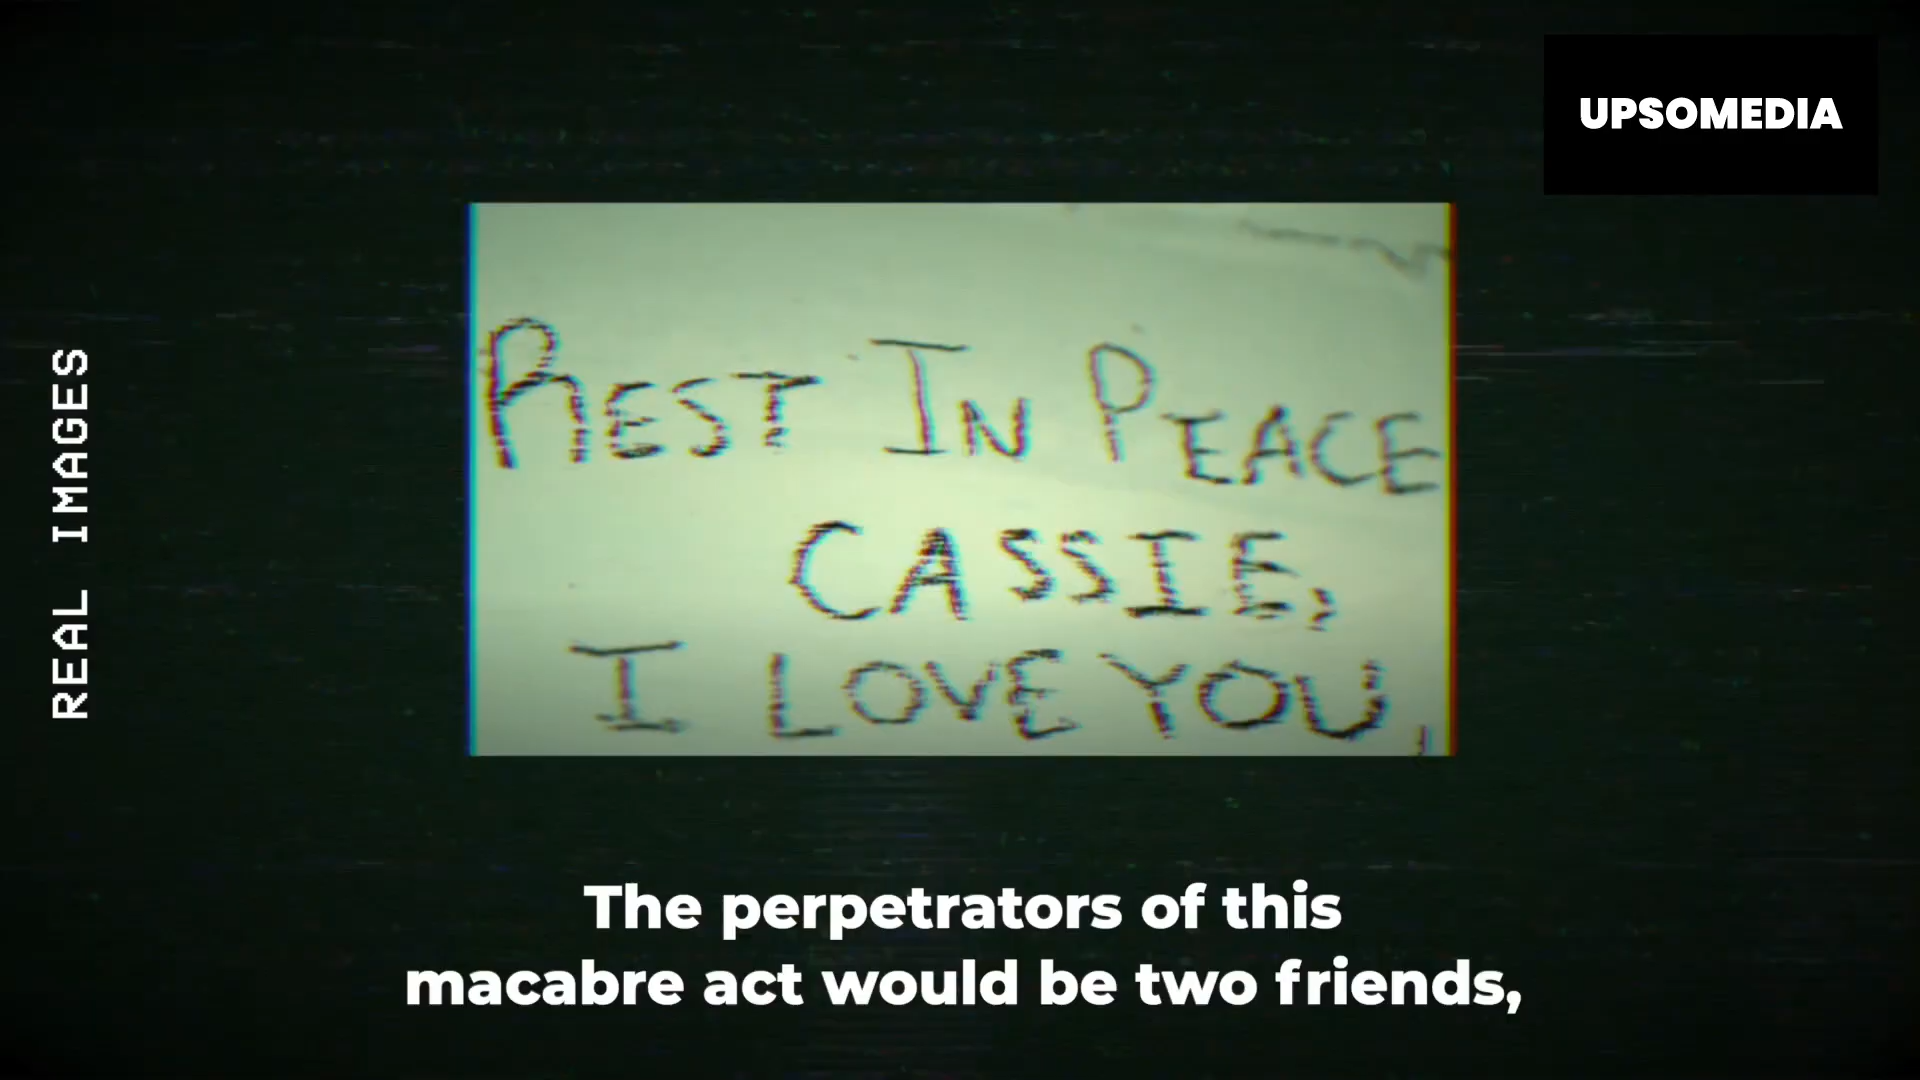 UPSOMEDIA
REAL IMAGES
REST IN PEACE
CASSIE,
I LOVE YOU,
The perpetrators of this
macabre act would be two friends,